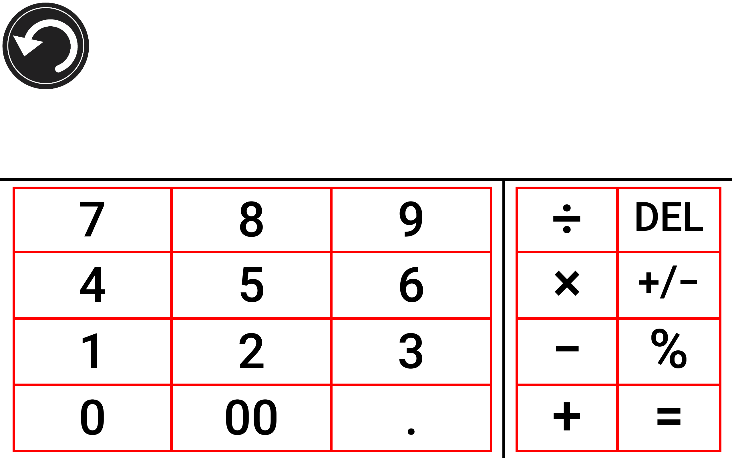 7 8 9 ÷ DEL
4 5 6 × +/−
1 2 3 − %
0 00 . + =